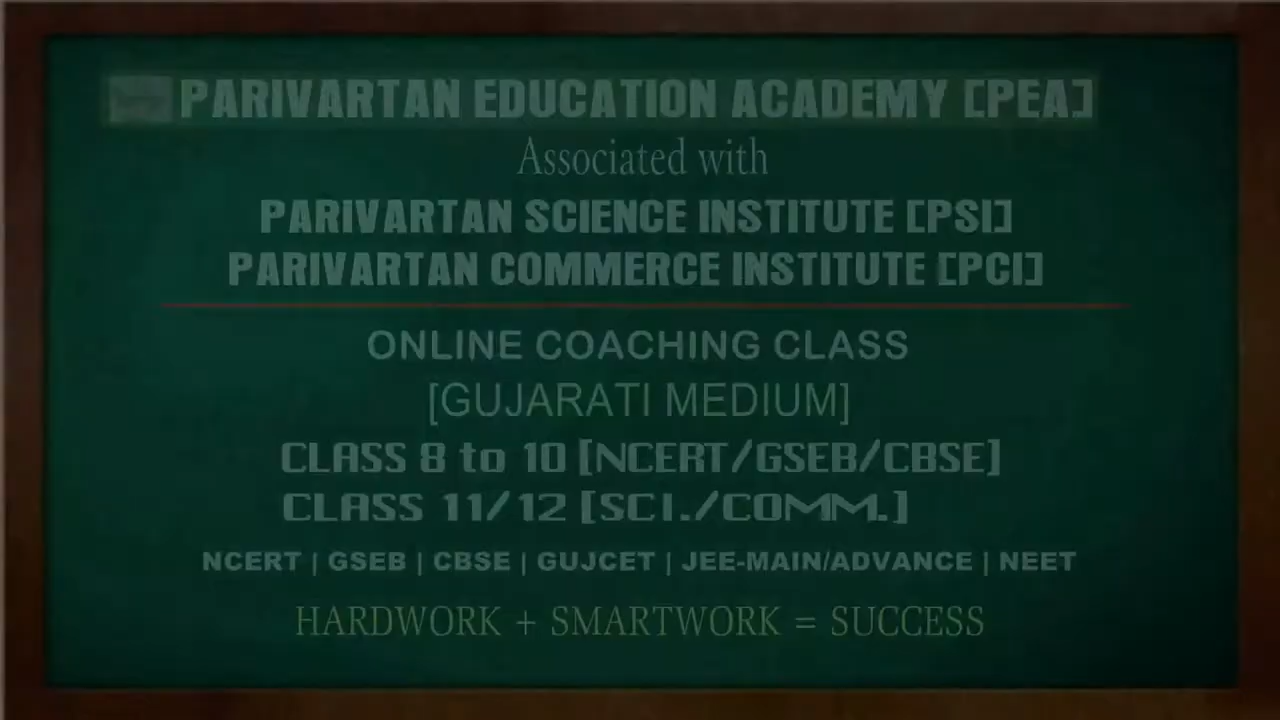 PARIVARTAN EDUCATION ACADEMY [PEA]
Associated with
PARIVARTAN SCIENCE INSTITUTE [PSI]
PARIVARTAN COMMERCE INSTITUTE [PCI]
ONLINE COACHING CLASS
[GUJARATI MEDIUM]
CLASS 8 to 10 [NCERT/GSEB/CBSE]
CLASS 11/12 [SCI./COMM.]
NCERT | GSEB | CBSE | GUJCET | JEE-MAIN/ADVANCE | NEET
HARDWORK + SMARTWORK = SUCCESS